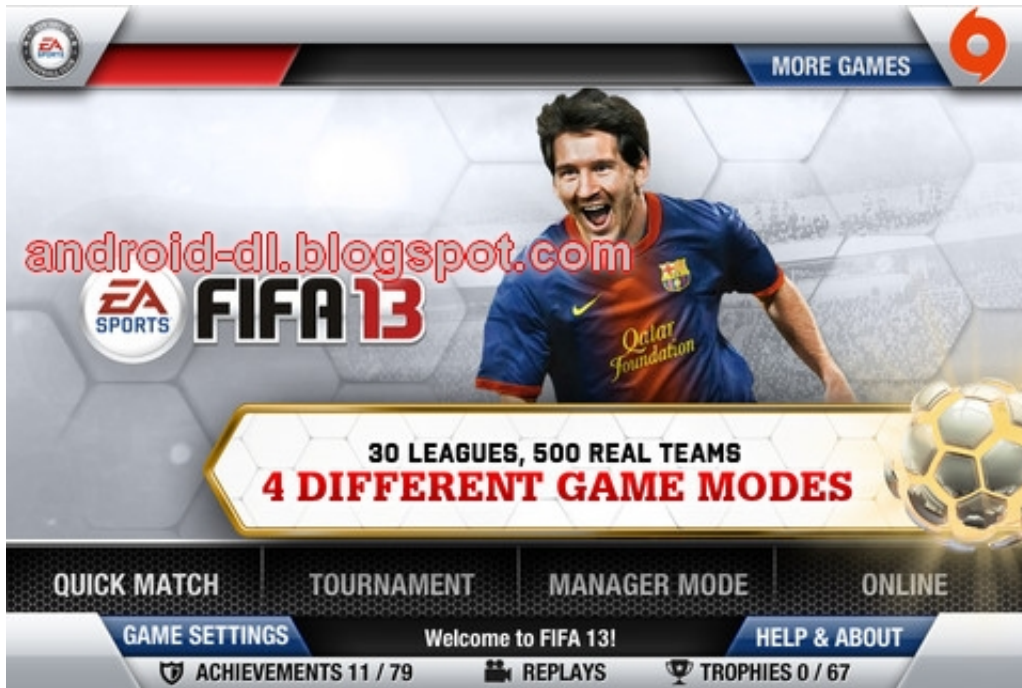 EA
SPORTS
MORE GAMES
android-dl.blogspot.com
EA
SPORTS
FIFA 13
Qatar
Foundation
30 LEAGUES, 500 REAL TEAMS
4 DIFFERENT GAME MODES
QUICK MATCH
TOURNAMENT
MANAGER MODE
ONLINE
GAME SETTINGS
Welcome to FIFA 13!
HELP & ABOUT
ACHIEVEMENTS 11 / 79
REPLAYS
TROPHIES 0 / 67